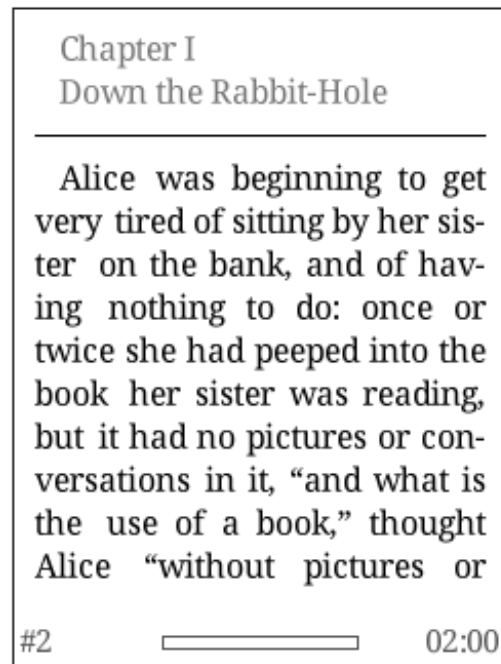 Chapter I
Down the Rabbit-Hole
Alice was beginning to get
very tired of sitting by her sis-
ter on the bank, and of hav-
ing nothing to do: once or
twice she had peeped into the
book her sister was reading,
but it had no pictures or con-
versations in it, “and what is
the use of a book,” thought
Alice “without pictures or
#2 02:00